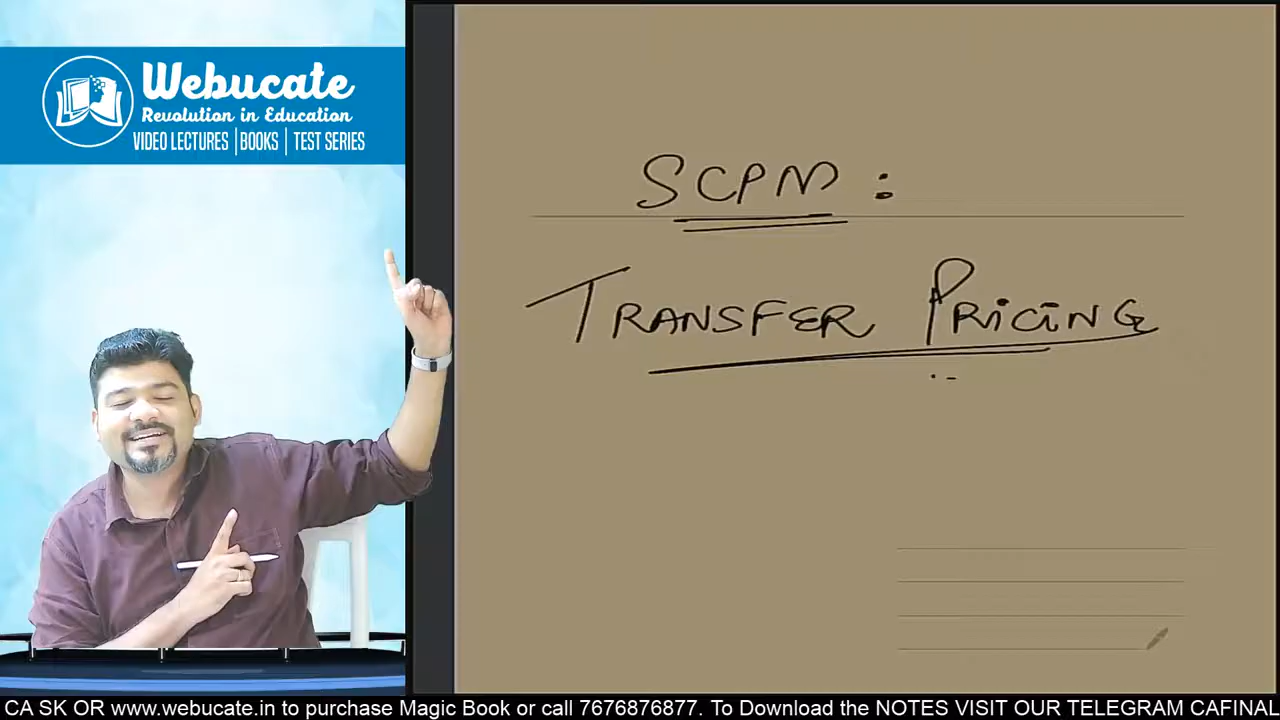 Webucate
Revolution in Education
VIDEO LECTURES | BOOKS | TEST SERIES
SCPM :
TRANSFER PRICING
CA SK OR www.webucate.in to purchase Magic Book or call 7676876877. To Download the NOTES VISIT OUR TELEGRAM CAFINAL